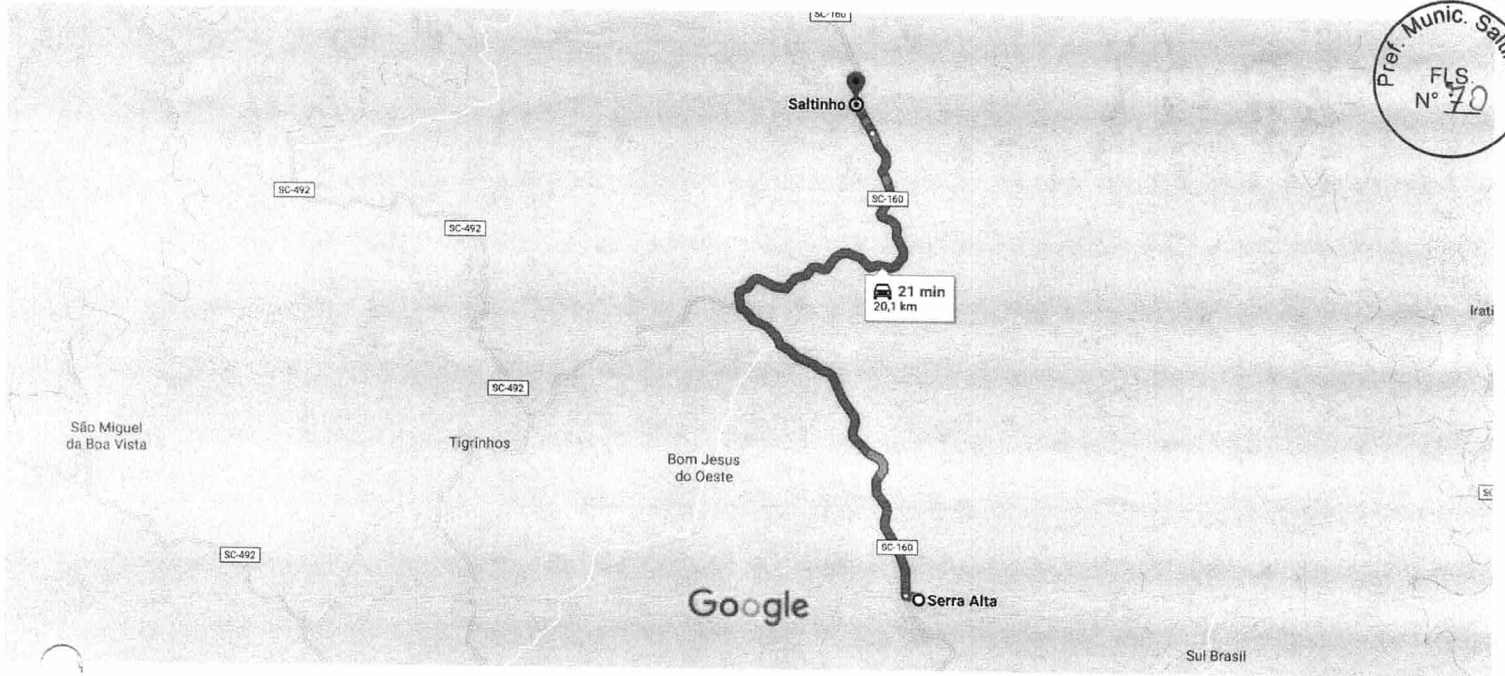 SC-160
Pref. Munic. Salti
FLS.
N° 70
Saltinho
SC-492
SC-160
SC-492
21 min
20,1 km
Irati
SC-492
São Miguel
da Boa Vista
Tigrinhos
Bom Jesus
do Oeste
SC
SC-160
SC-492
Google
Serra Alta
Sul Brasil